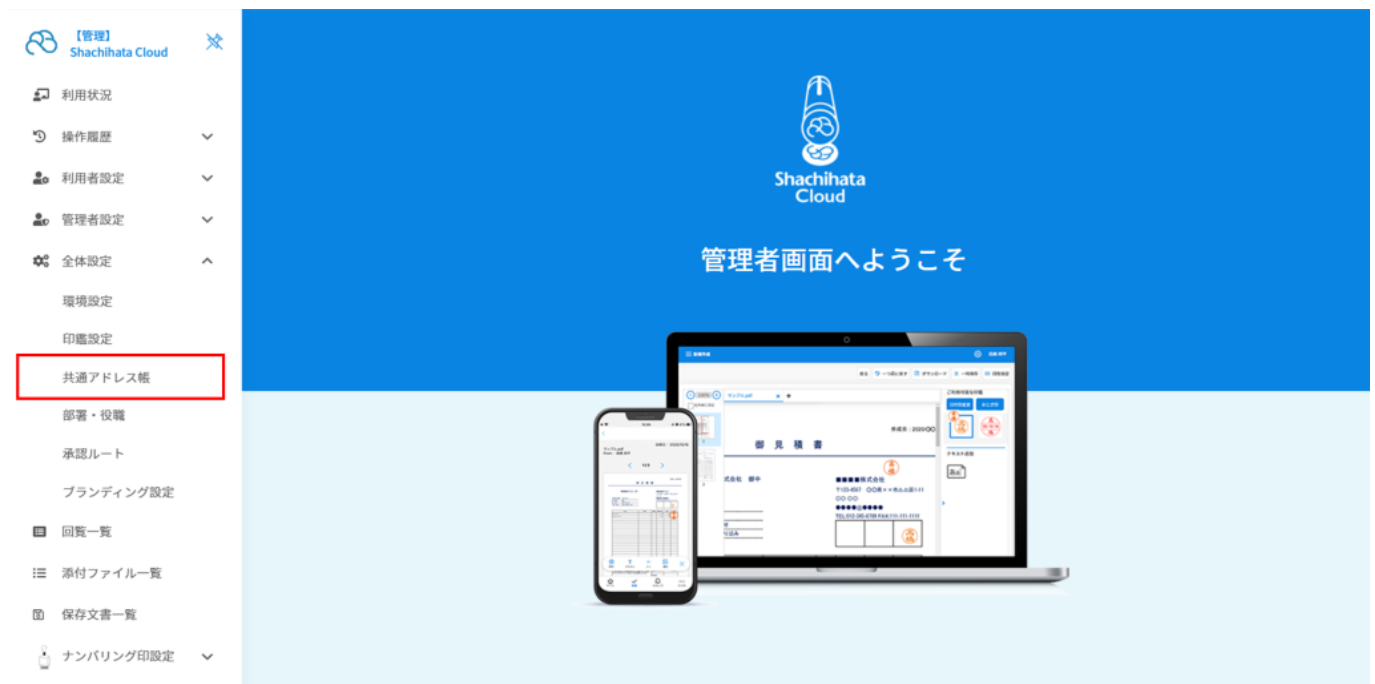 【管理】
Shachihata Cloud
利用状況
操作履歴
利用者設定
管理者設定
全体設定
環境設定
印鑑設定
共通アドレス帳
部署・役職
承認ルート
ブランディング設定
回覧一覧
添付ファイル一覧
保存文書一覧
ナンバリング印設定
Shachihata
Cloud
管理者画面へようこそ
サンプル.pdf
御 見 積 書